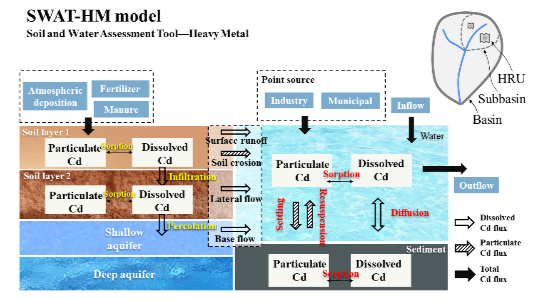 SWAT-HM model
Soil and Water Assessment Tool—Heavy Metal
HRU
Subbasin
Basin
Atmospheric
deposition
Fertilizer
Manure
Point source
Industry
Municipal
Inflow
Water
Soil layer 1
Particulate
Cd
Sorption
Dissolved
Cd
Surface runoff
Soil erosion
Infiltration
Soil layer 2
Particulate
Cd
Sorption
Dissolved
Cd
Lateral flow
Percolation
Shallow
aquifer
Base flow
Deep aquifer
Particulate
Cd
Sorption
Dissolved
Cd
Outflow
Settling
Resuspension
Diffusion
Sediment
Particulate
Cd
Sorption
Dissolved
Cd
Dissolved
Cd flux
Particulate
Cd flux
Total
Cd flux